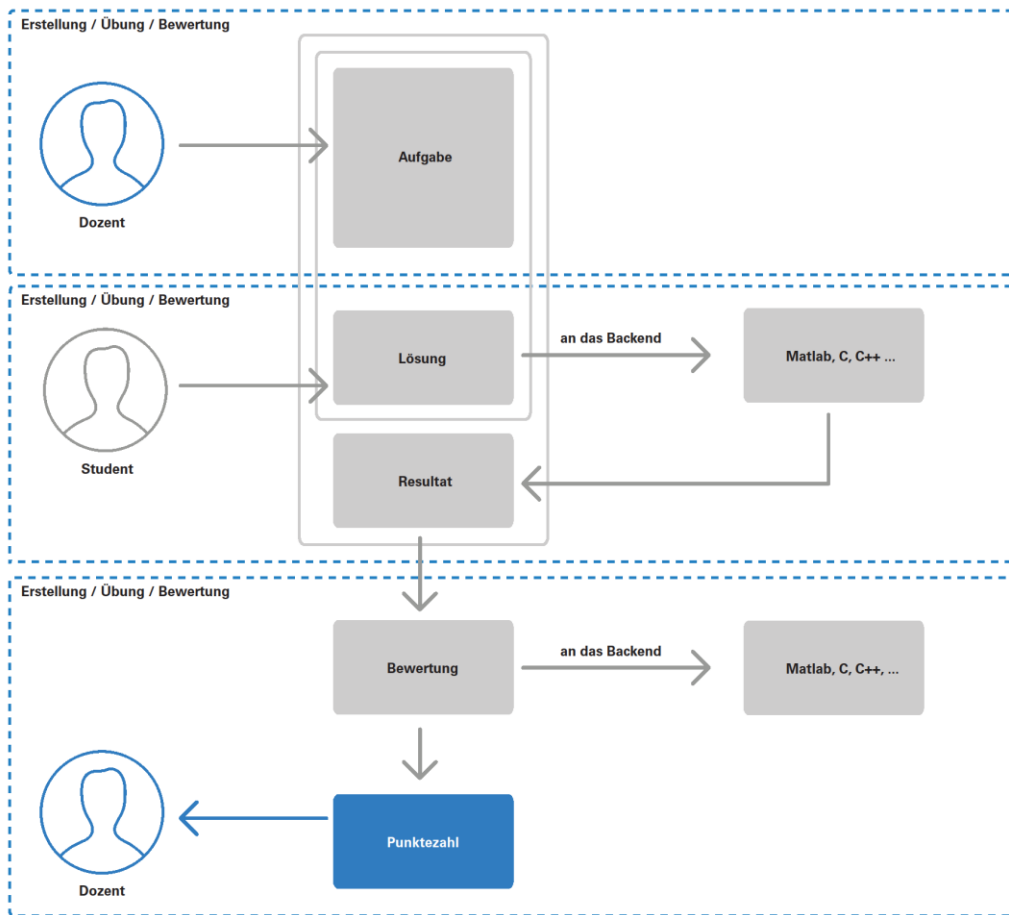 Erstellung / Übung / Bewertung
Aufgabe
Dozent
Erstellung / Übung / Bewertung
an das Backend
Lösung
Matlab, C, C++ ...
Student
Resultat
Erstellung / Übung / Bewertung
an das Backend
Bewertung
Matlab, C, C++, ...
Punktezahl
Dozent